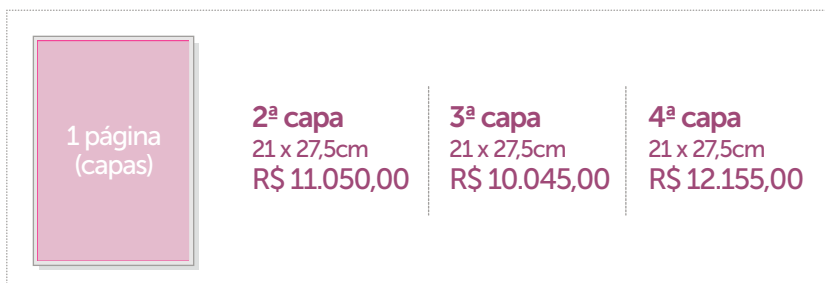 1 página
(capas)
2ª capa
21 x 27,5cm
R$ 11.050,00
3ª capa
21 x 27,5cm
R$ 10.045,00
4ª capa
21 x 27,5cm
R$ 12.155,00